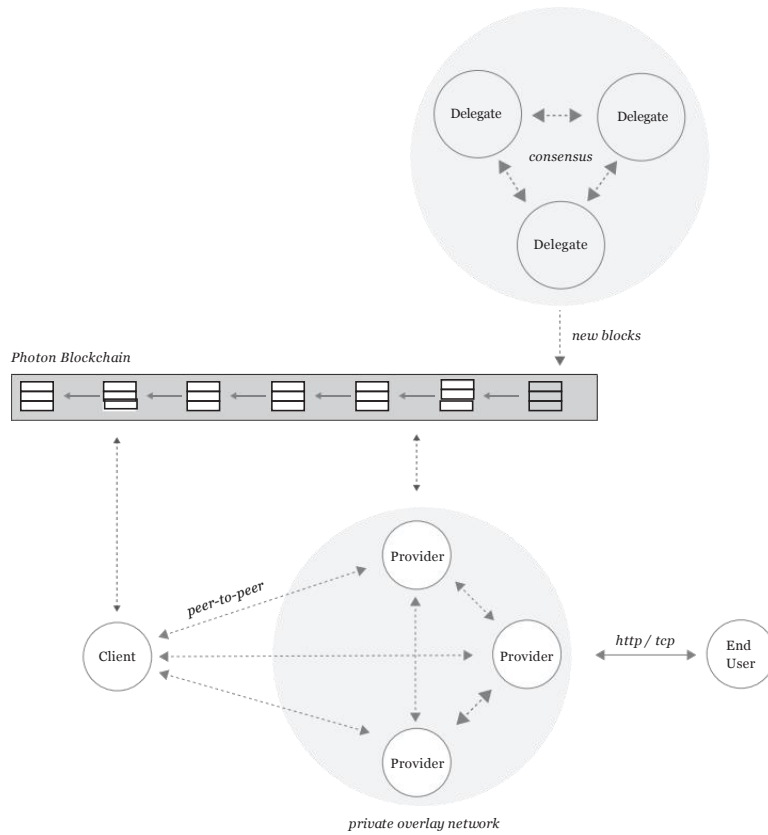 Delegate
Delegate
consensus
Delegate
new blocks
Photon Blockchain
Provider
peer-to-peer
Client
Provider
http / tcp
End
User
Provider
private overlay network